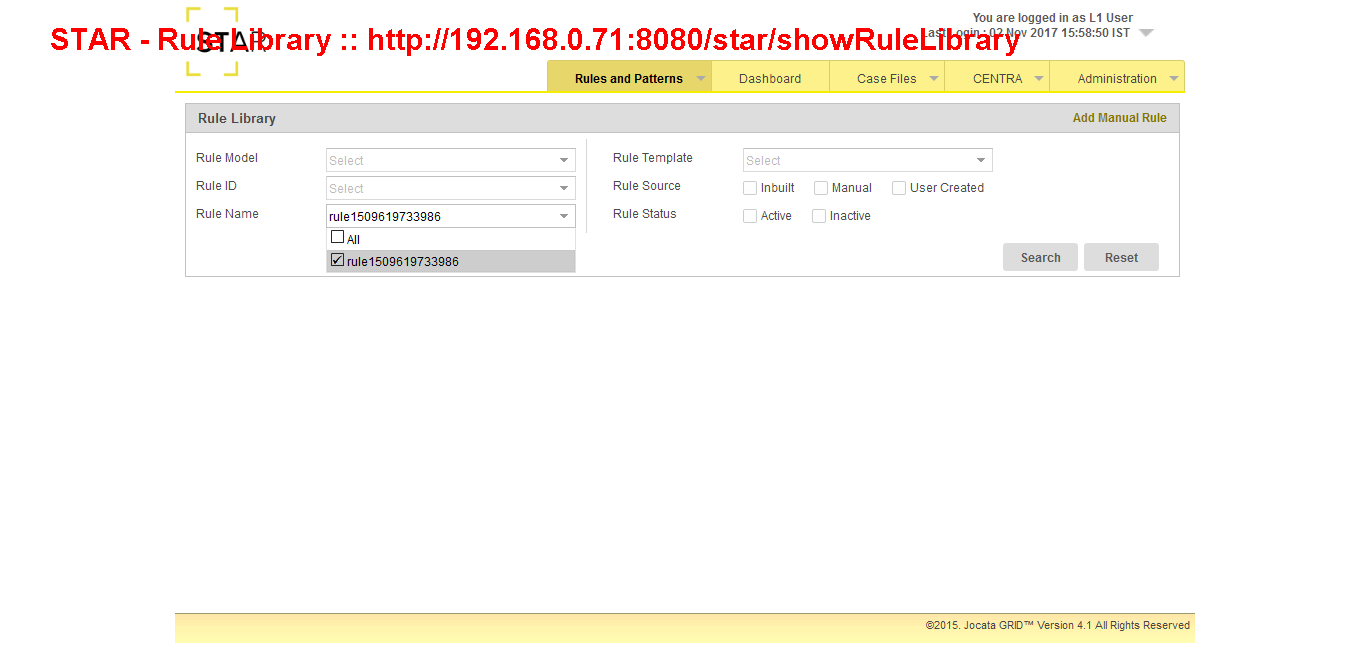 You are logged in as L1 User
STAR - Rule Library :: http://192.168.0.71:8080/star/showRuleLibrary
STAR
Last Login : 02 Nov 2017 15:58:50 IST
Rules and Patterns Dashboard Case Files CENTRA Administration
Rule Library Add Manual Rule
Rule Model Select Rule Template Select
Rule ID Select Rule Source Inbuilt Manual User Created
Rule Name rule1509619733986 Rule Status Active Inactive
All
rule1509619733986
Search Reset
©2015. Jocata GRID™ Version 4.1 All Rights Reserved